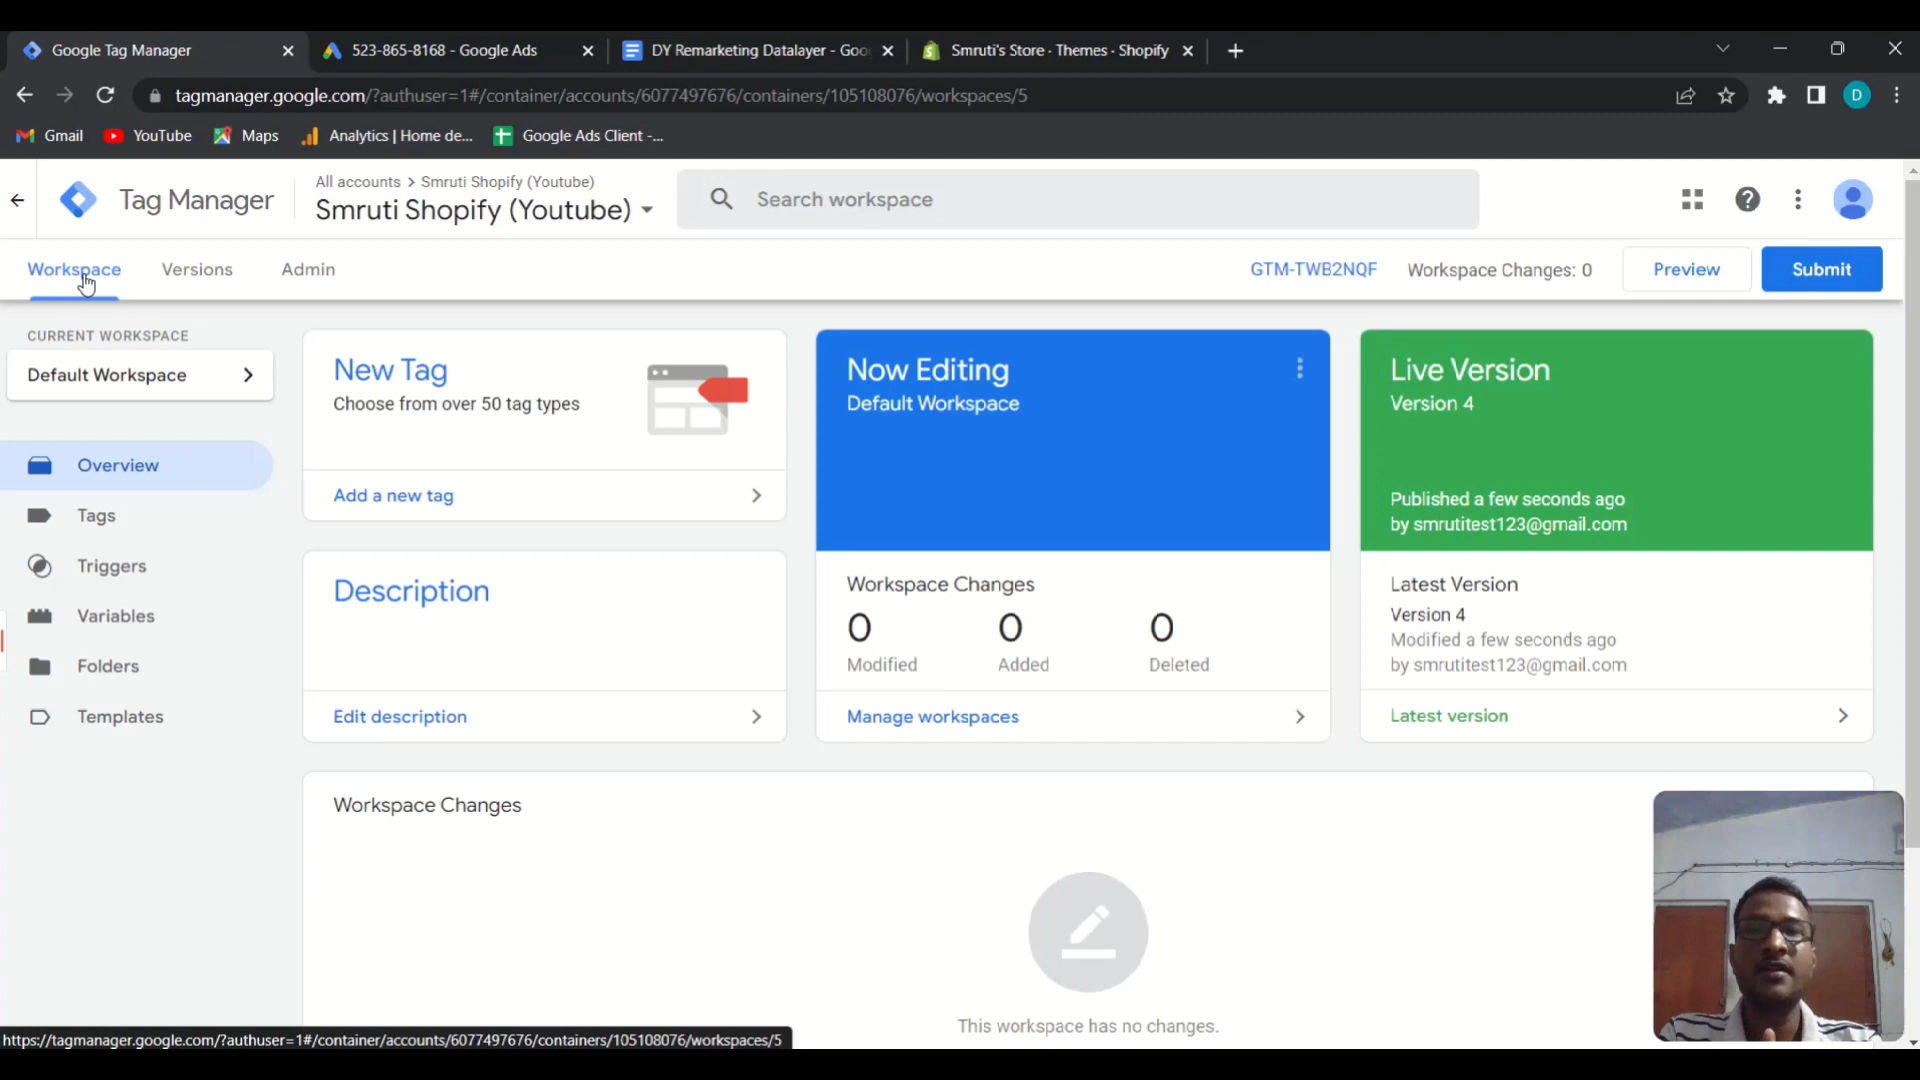 Google Tag Manager
523-865-8168 - Google Ads
DY Remarketing Datalayer - Goo
Smruti's Store · Themes · Shopify
tagmanager.google.com/?authuser=1#/container/accounts/6077497676/containers/105108076/workspaces/5
D
Gmail
YouTube
Maps
Analytics | Home de...
Google Ads Client -...
Tag Manager
All accounts > Smruti Shopify (Youtube)
Smruti Shopify (Youtube)
Search workspace
Workspace
Versions
Admin
GTM-TWB2NQF
Workspace Changes: 0
Preview
Submit
CURRENT WORKSPACE
Default Workspace
Overview
Tags
Triggers
Variables
Folders
Templates
New Tag
Choose from over 50 tag types
Add a new tag
Description
Edit description
Now Editing
Default Workspace
Workspace Changes
0
0
0
Modified
Added
Deleted
Manage workspaces
Live Version
Version 4
Published a few seconds ago
by smrutitest123@gmail.com
Latest Version
Version 4
Modified a few seconds ago
by smrutitest123@gmail.com
Latest version
Workspace Changes
This workspace has no changes.
https://tagmanager.google.com/?authuser=1#/container/accounts/6077497676/containers/105108076/workspaces/5